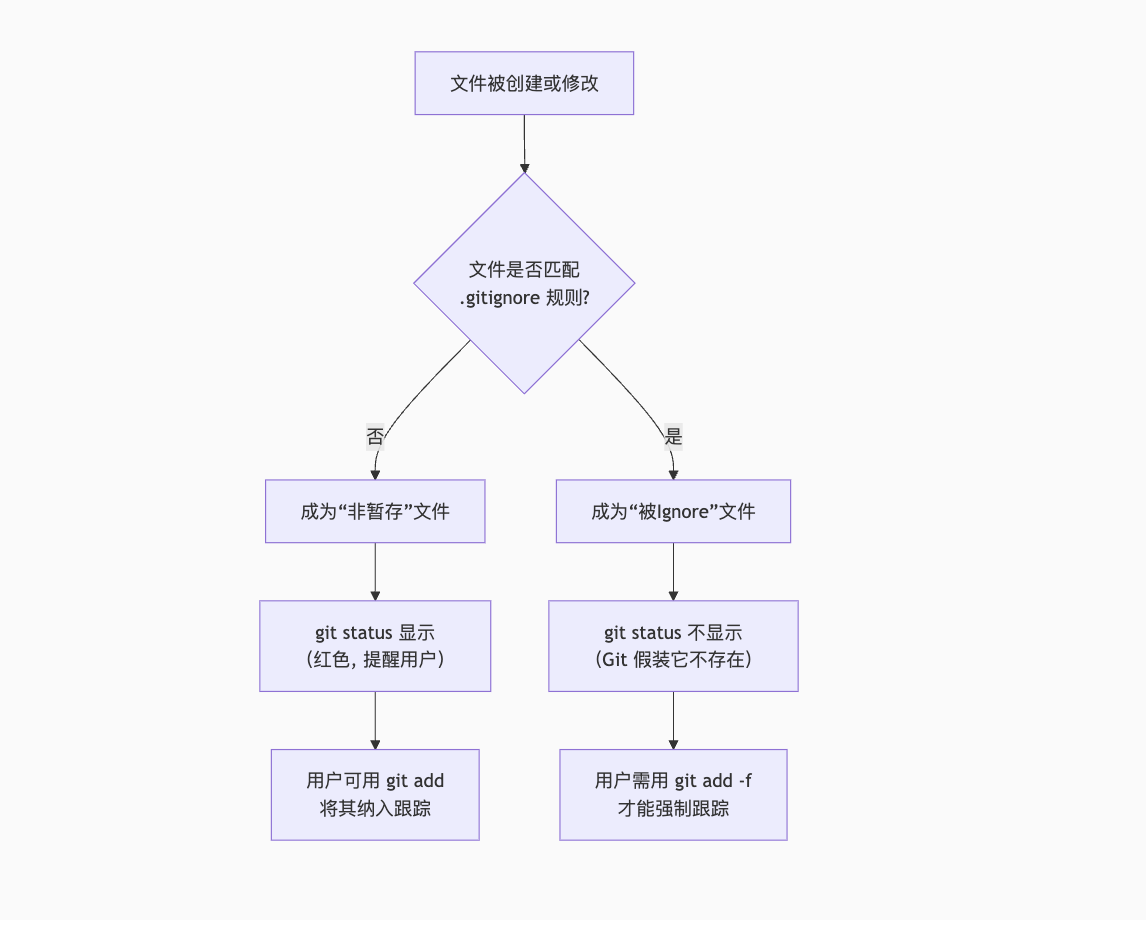 文件被创建或修改
文件是否匹配
.gitignore 规则?
否
是
成为“非暂存”文件
成为“被Ignore”文件
git status 显示
（红色, 提醒用户）
git status 不显示
（Git 假装它不存在）
用户可用 git add
将其纳入跟踪
用户需用 git add -f
才能强制跟踪